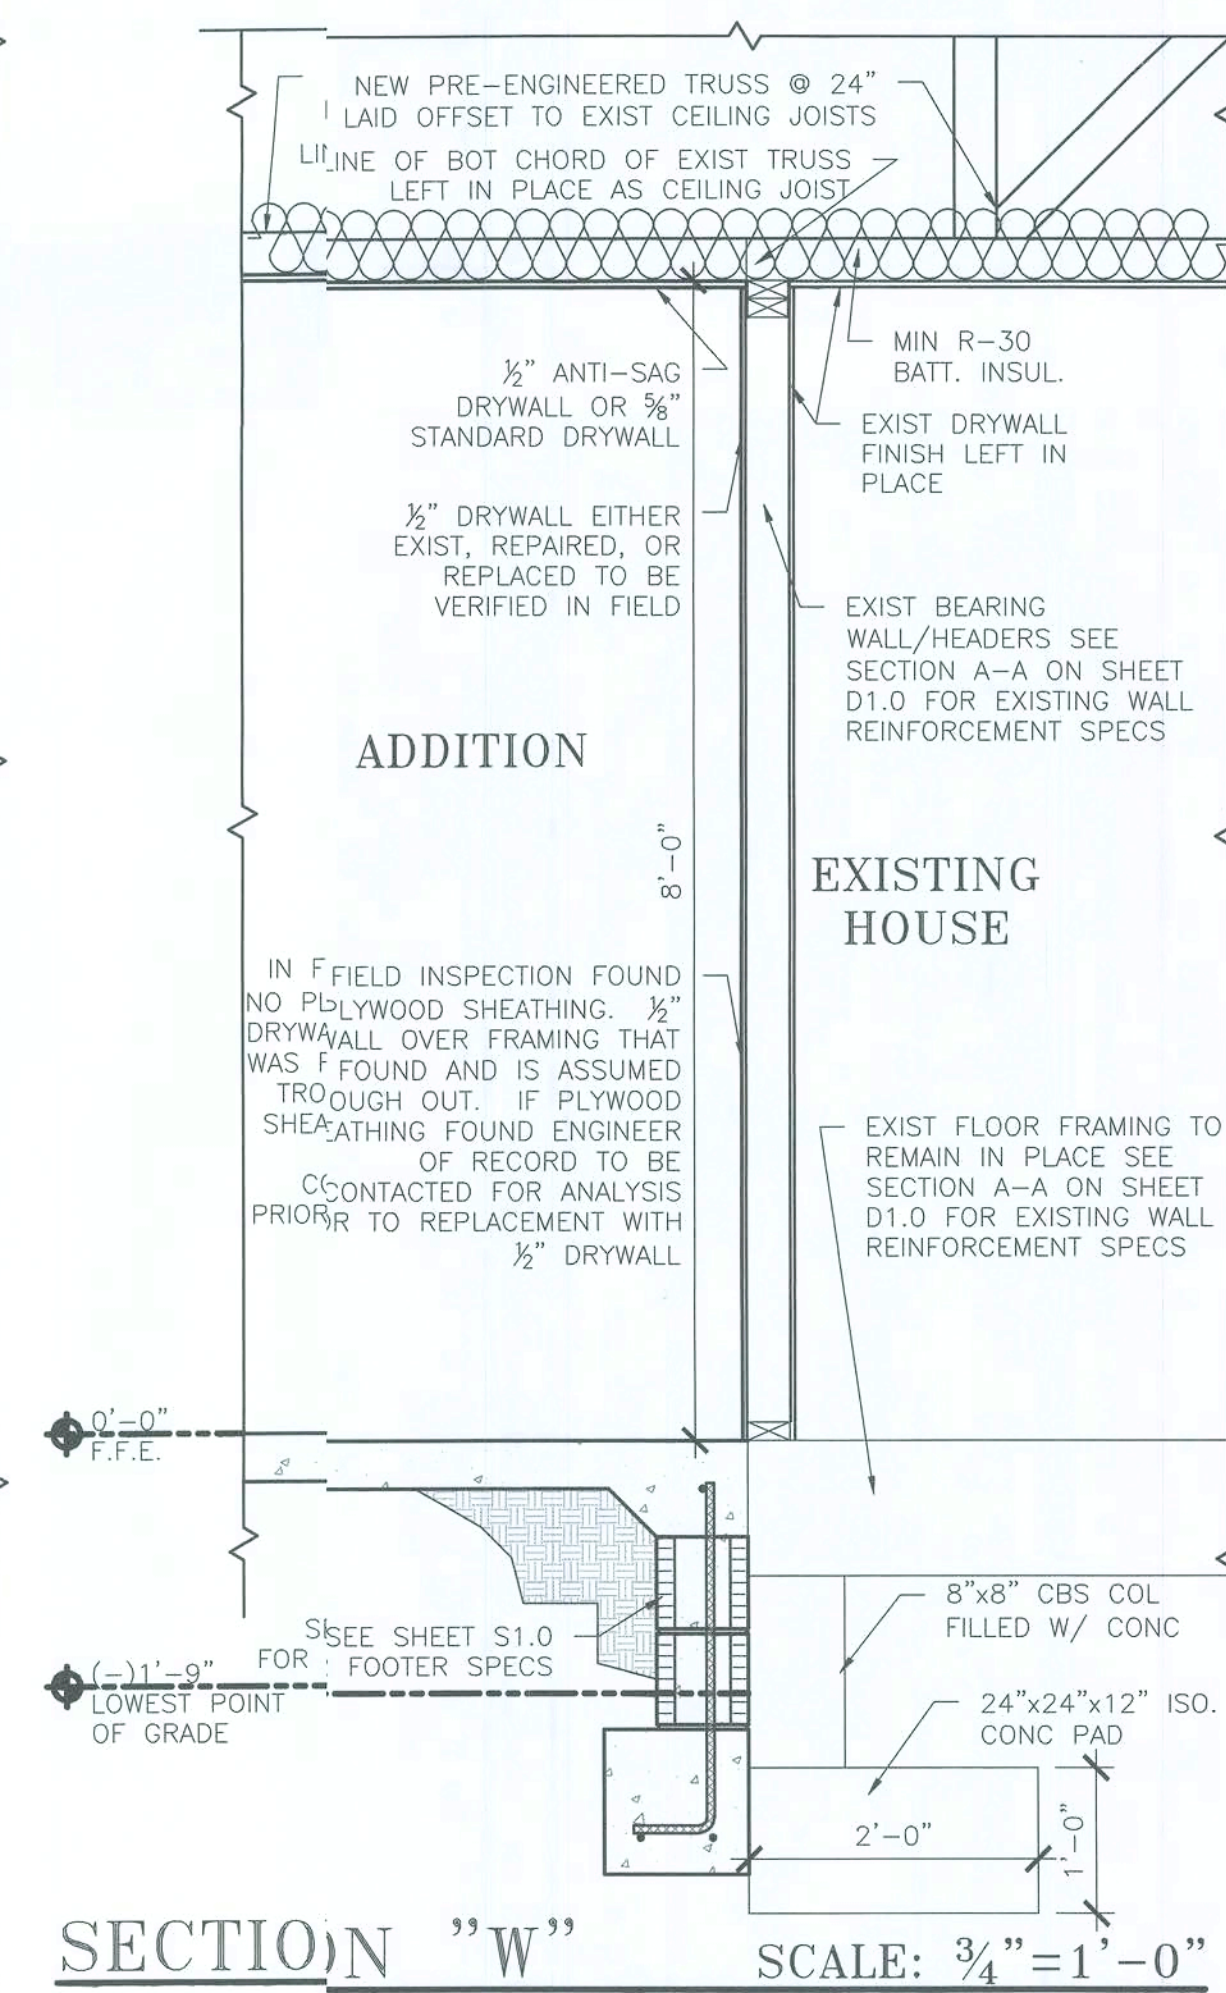 NEW PRE-ENGINEERED TRUSS @ 24"
LAID OFFSET TO EXIST CEILING JOISTS
LINE OF BOT CHORD OF EXIST TRUSS
LEFT IN PLACE AS CEILING JOIST
½" ANTI-SAG
DRYWALL OR ⅝"
STANDARD DRYWALL
MIN R-30
BATT. INSUL.
EXIST DRYWALL
FINISH LEFT IN
PLACE
½" DRYWALL EITHER
EXIST, REPAIRED, OR
REPLACED TO BE
VERIFIED IN FIELD
EXIST BEARING
WALL/HEADERS SEE
SECTION A-A ON SHEET
D1.0 FOR EXISTING WALL
REINFORCEMENT SPECS
ADDITION
8'-0"
EXISTING
HOUSE
IN FIELD INSPECTION FOUND
NO PLYWOOD SHEATHING. ½"
DRYWALL OVER FRAMING THAT
WAS FOUND AND IS ASSUMED
TROUGH OUT. IF PLYWOOD
SHEATHING FOUND ENGINEER
OF RECORD TO BE
CONTACTED FOR ANALYSIS
PRIOR TO REPLACEMENT WITH
½" DRYWALL
EXIST FLOOR FRAMING TO
REMAIN IN PLACE SEE
SECTION A-A ON SHEET
D1.0 FOR EXISTING WALL
REINFORCEMENT SPECS
0'-0"
F.F.E.
8"x8" CBS COL
FILLED W/ CONC
SEE SHEET S1.0
FOR FOOTER SPECS
(-)1'-9"
LOWEST POINT
OF GRADE
24"x24"x12" ISO.
CONC PAD
2'-0"
1'-0"
SECTION "W"
SCALE: ¾"=1'-0"